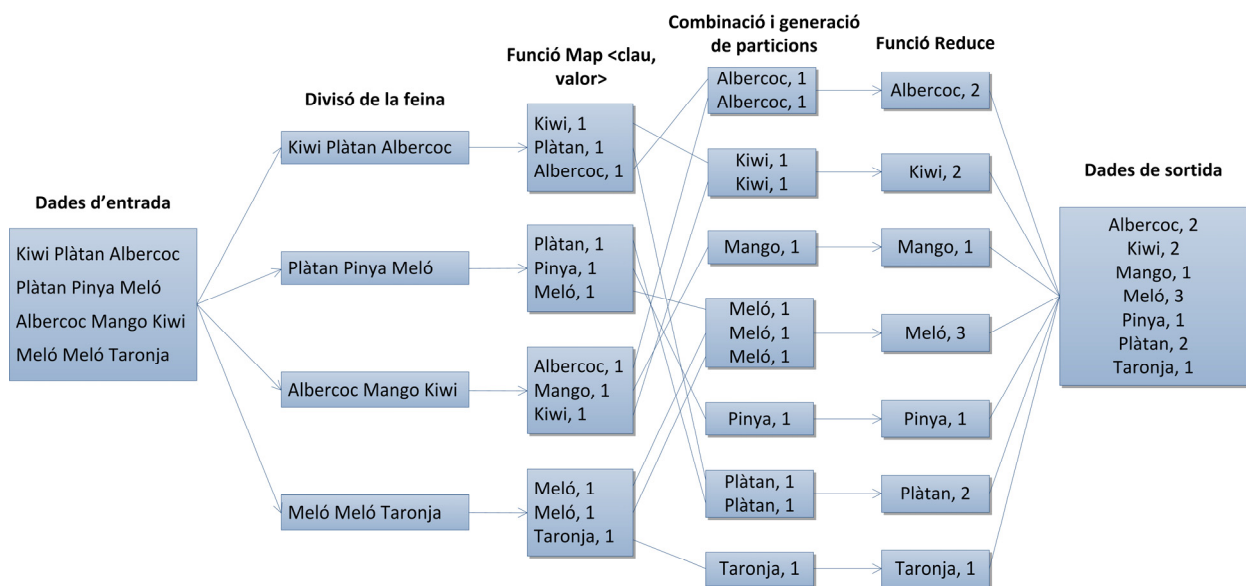 Dades d'entrada
Kiwi Plàtan Albercoc
Plàtan Pinya Meló
Albercoc Mango Kiwi
Meló Meló Taronja
Divisó de la feina
Kiwi Plàtan Albercoc
Plàtan Pinya Meló
Albercoc Mango Kiwi
Meló Meló Taronja
Funció Map <clau,
valor>
Kiwi, 1
Plàtan, 1
Albercoc, 1
Plàtan, 1
Pinya, 1
Meló, 1
Albercoc, 1
Mango, 1
Kiwi, 1
Meló, 1
Meló, 1
Taronja, 1
Combinació i generació
de particions
Albercoc, 1
Albercoc, 1
Kiwi, 1
Kiwi, 1
Mango, 1
Meló, 1
Meló, 1
Meló, 1
Pinya, 1
Plàtan, 1
Plàtan, 1
Taronja, 1
Funció Reduce
Albercoc, 2
Kiwi, 2
Mango, 1
Meló, 3
Pinya, 1
Plàtan, 2
Taronja, 1
Dades de sortida
Albercoc, 2
Kiwi, 2
Mango, 1
Meló, 3
Pinya, 1
Plàtan, 2
Taronja, 1